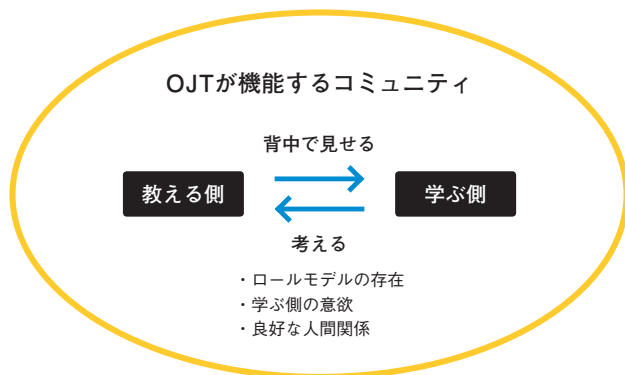 OJTが機能するコミュニティ
背中で見せる
教える側
学ぶ側
考える
・ロールモデルの存在
・学ぶ側の意欲
・良好な人間関係